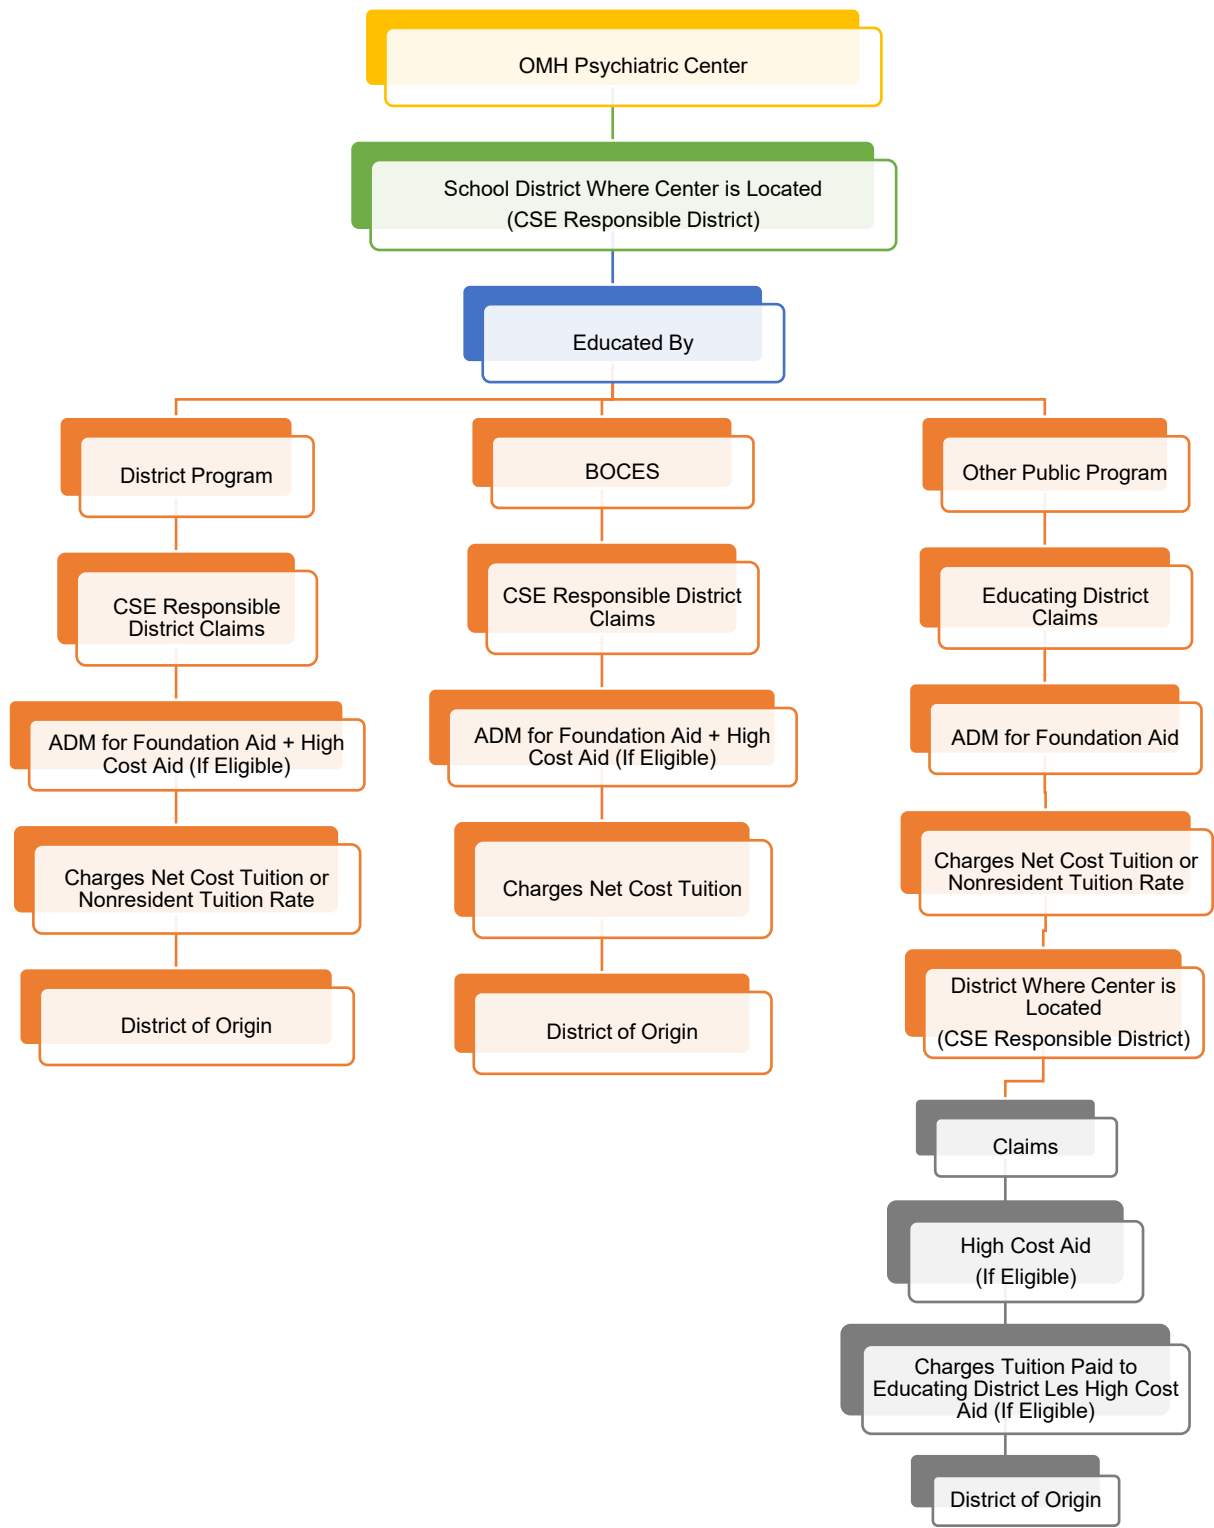 OMH Psychiatric Center
School District Where Center is Located
(CSE Responsible District)
Educated By
District Program
CSE Responsible
District Claims
ADM for Foundation Aid + High
Cost Aid (If Eligible)
Charges Net Cost Tuition or
Nonresident Tuition Rate
District of Origin
BOCES
CSE Responsible District
Claims
ADM for Foundation Aid + High
Cost Aid (If Eligible)
Charges Net Cost Tuition
District of Origin
Other Public Program
Educating District
Claims
ADM for Foundation Aid
Charges Net Cost Tuition or
Nonresident Tuition Rate
District Where Center is
Located
(CSE Responsible District)
Claims
High Cost Aid
(If Eligible)
Charges Tuition Paid to
Educating District Les High Cost
Aid (If Eligible)
District of Origin